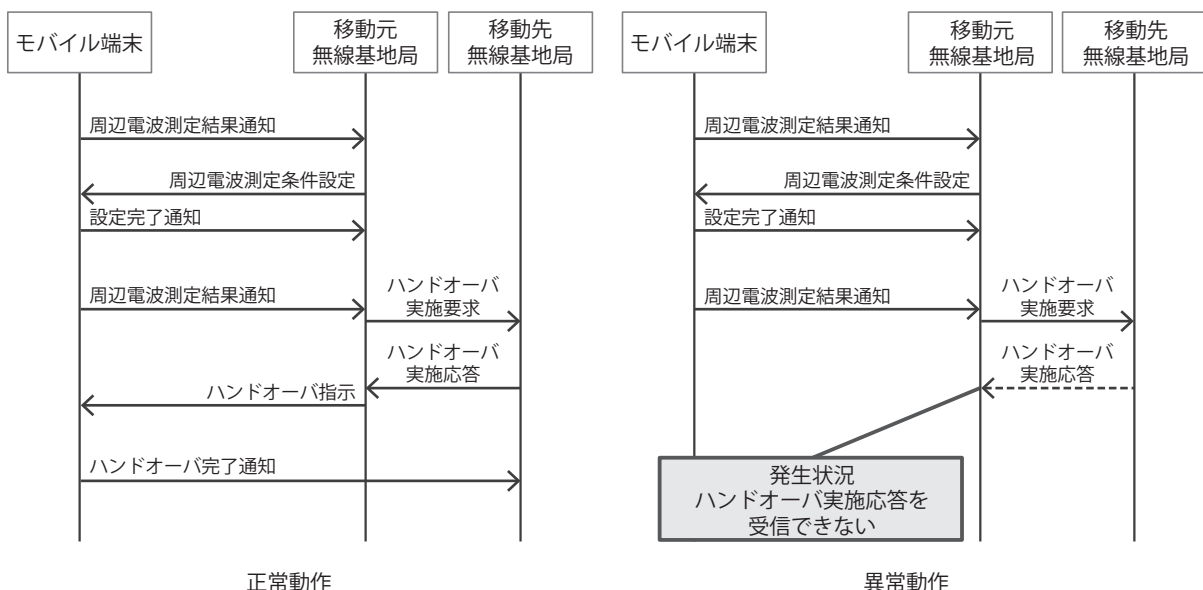 モバイル端末
移動元
無線基地局
移動先
無線基地局
周辺電波測定結果通知
周辺電波測定条件設定
設定完了通知
周辺電波測定結果通知
ハンドオーバ
実施要求
ハンドオーバ
実施応答
ハンドオーバ指示
ハンドオーバ完了通知
正常動作
モバイル端末
移動元
無線基地局
移動先
無線基地局
周辺電波測定結果通知
周辺電波測定条件設定
設定完了通知
周辺電波測定結果通知
ハンドオーバ
実施要求
ハンドオーバ
実施応答
発生状況
ハンドオーバ実施応答を
受信できない
異常動作